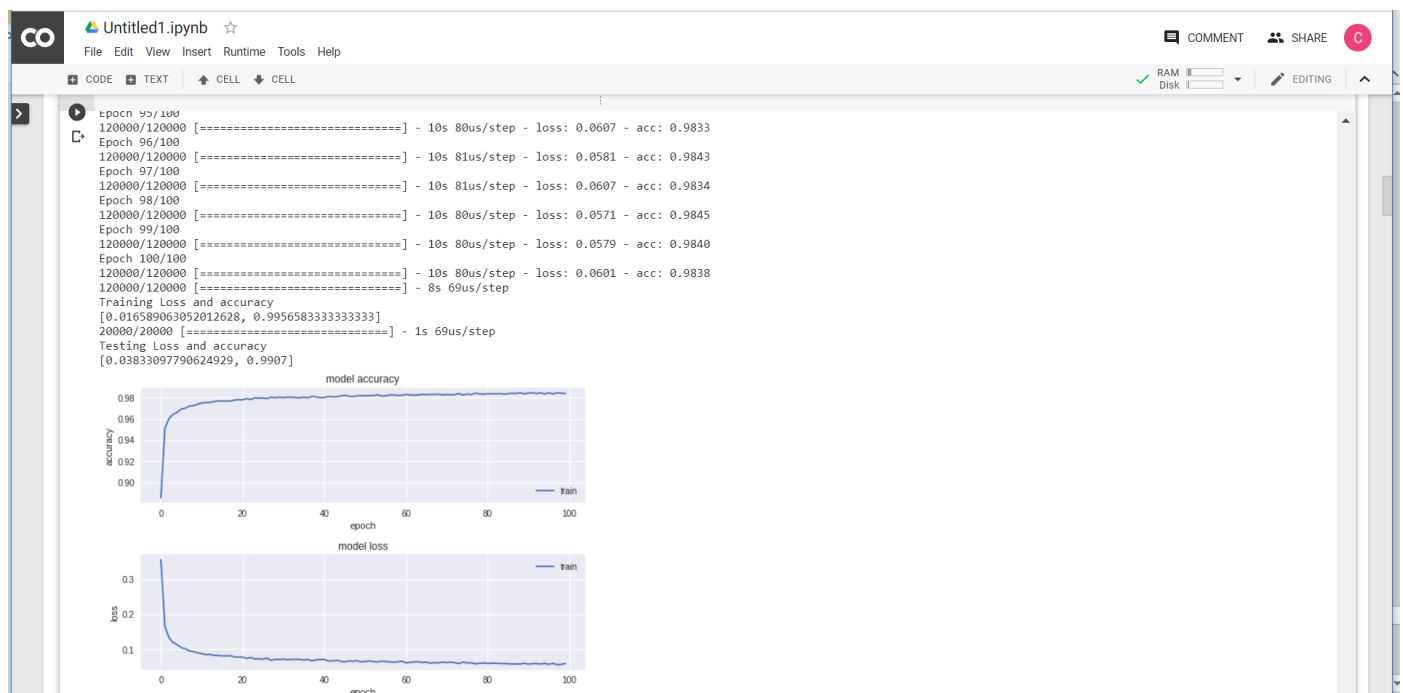 CO
Untitled1.ipynb
File Edit View Insert Runtime Tools Help
COMMENT SHARE C
CODE TEXT CELL CELL
RAM
Disk
EDITING
Epoch 95/100
120000/120000 [==============================] - 10s 80us/step - loss: 0.0607 - acc: 0.9833
Epoch 96/100
120000/120000 [==============================] - 10s 81us/step - loss: 0.0581 - acc: 0.9843
Epoch 97/100
120000/120000 [==============================] - 10s 81us/step - loss: 0.0607 - acc: 0.9834
Epoch 98/100
120000/120000 [==============================] - 10s 80us/step - loss: 0.0571 - acc: 0.9845
Epoch 99/100
120000/120000 [==============================] - 10s 80us/step - loss: 0.0579 - acc: 0.9840
Epoch 100/100
120000/120000 [==============================] - 10s 80us/step - loss: 0.0601 - acc: 0.9838
120000/120000 [==============================] - 8s 69us/step
Training Loss and accuracy
[0.016589063052012628, 0.9956583333333333]
20000/20000 [==============================] - 1s 69us/step
Testing Loss and accuracy
[0.03833097790624929, 0.9907]
model accuracy
0.98
0.96
0.94
0.92
0.90
accuracy
train
0 20 40 60 80 100
epoch
model loss
train
0.3
0.2
0.1
loss
0 20 40 60 80 100
epoch